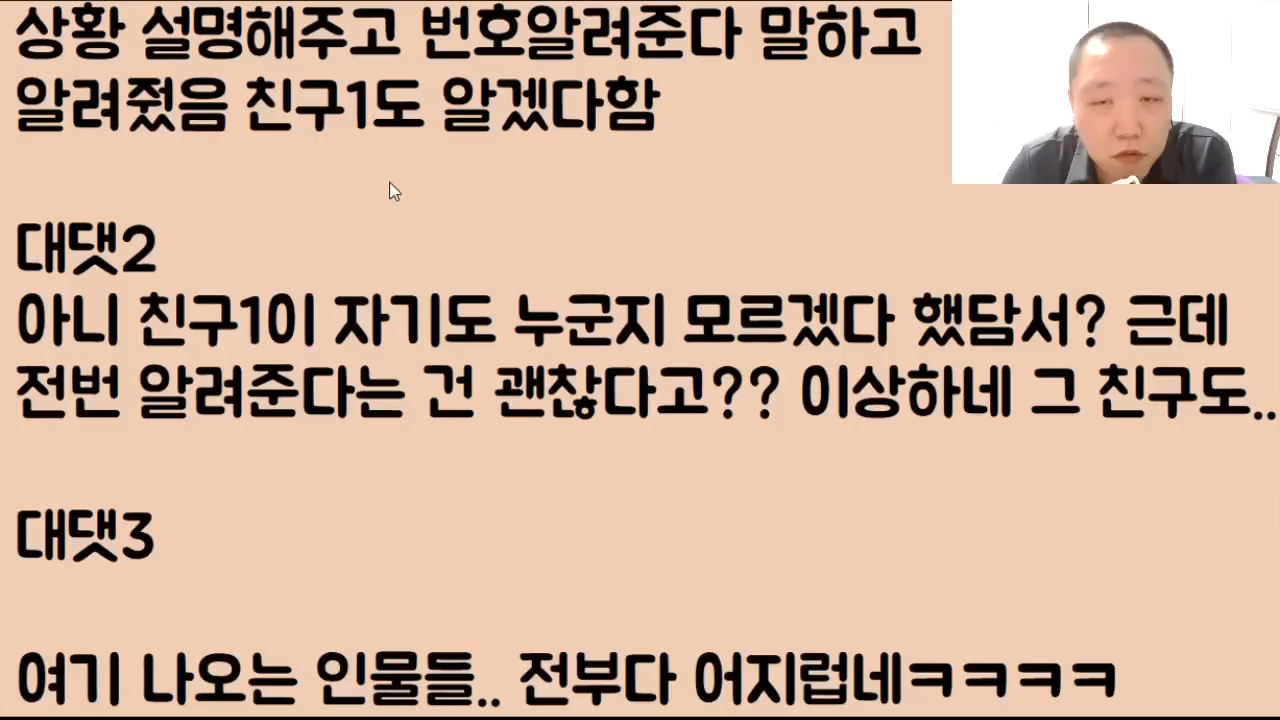 상황 설명해주고 번호알려준다 말하고
알려줬음 친구1도 알겠다함
대댓2
아니 친구1이 자기도 누군지 모르겠다 했담서? 근데
전번 알려준다는 건 괜찮다고?? 이상하네 그 친구도..
대댓3
여기 나오는 인물들.. 전부다 어지럽네ㅋㅋㅋㅋ